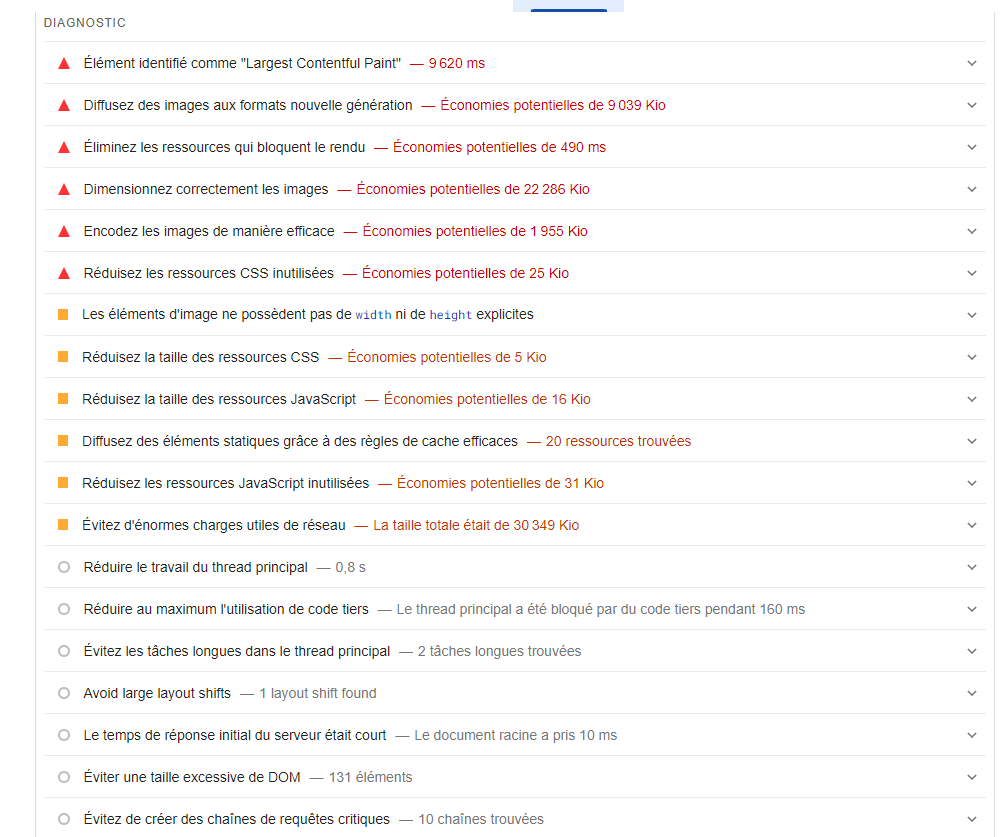 DIAGNOSTIC
Élément identifié comme "Largest Contentful Paint" — 9 620 ms
Diffusez des images aux formats nouvelle génération — Économies potentielles de 9 039 Kio
Éliminez les ressources qui bloquent le rendu — Économies potentielles de 490 ms
Dimensionnez correctement les images — Économies potentielles de 22 286 Kio
Encodez les images de manière efficace — Économies potentielles de 1 955 Kio
Réduisez les ressources CSS inutilisées — Économies potentielles de 25 Kio
Les éléments d'image ne possèdent pas de width ni de height explicites
Réduisez la taille des ressources CSS — Économies potentielles de 5 Kio
Réduisez la taille des ressources JavaScript — Économies potentielles de 16 Kio
Diffusez des éléments statiques grâce à des règles de cache efficaces — 20 ressources trouvées
Réduisez les ressources JavaScript inutilisées — Économies potentielles de 31 Kio
Évitez d'énormes charges utiles de réseau — La taille totale était de 30 349 Kio
Réduire le travail du thread principal — 0,8 s
Réduire au maximum l'utilisation de code tiers — Le thread principal a été bloqué par du code tiers pendant 160 ms
Évitez les tâches longues dans le thread principal — 2 tâches longues trouvées
Avoid large layout shifts — 1 layout shift found
Le temps de réponse initial du serveur était court — Le document racine a pris 10 ms
Éviter une taille excessive de DOM — 131 éléments
Évitez de créer des chaînes de requêtes critiques — 10 chaînes trouvées